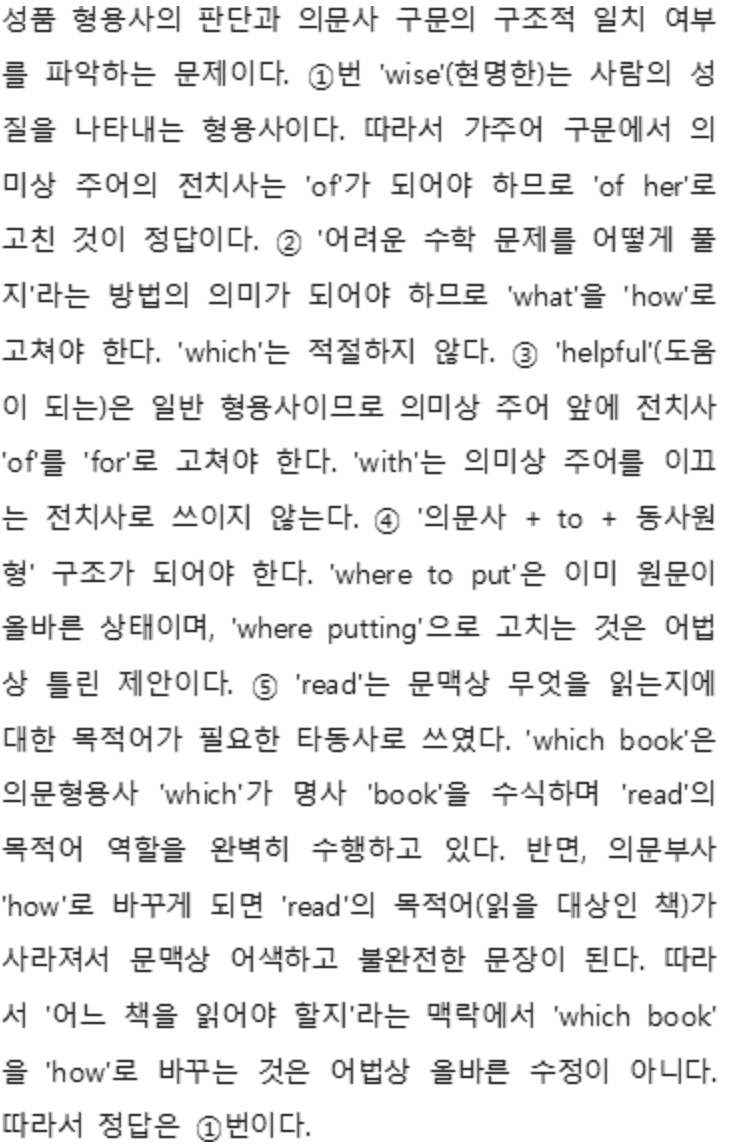 성품 형용사의 판단과 의문사 구문의 구조적 일치 여부
를 파악하는 문제이다. ①번 'wise'(현명한)는 사람의 성
질을 나타내는 형용사이다. 따라서 가주어 구문에서 의
미상 주어의 전치사는 'of'가 되어야 하므로 'of her'로
고친 것이 정답이다. ② '어려운 수학 문제를 어떻게 풀
지'라는 방법의 의미가 되어야 하므로 'what'을 'how'로
고쳐야 한다. 'which'는 적절하지 않다. ③ 'helpful'(도움
이 되는)은 일반 형용사이므로 의미상 주어 앞에 전치사
'of'를 'for'로 고쳐야 한다. 'with'는 의미상 주어를 이끄
는 전치사로 쓰이지 않는다. ④ '의문사 + to + 동사원
형' 구조가 되어야 한다. 'where to put'은 이미 원문이
올바른 상태이며, 'where putting'으로 고치는 것은 어법
상 틀린 제안이다. ⑤ 'read'는 문맥상 무엇을 읽는지에
대한 목적어가 필요한 타동사로 쓰였다. 'which book'은
의문형용사 'which'가 명사 'book'을 수식하며 'read'의
목적어 역할을 완벽히 수행하고 있다. 반면, 의문부사
'how'로 바꾸게 되면 'read'의 목적어(읽을 대상인 책)가
사라져서 문맥상 어색하고 불완전한 문장이 된다. 따라
서 '어느 책을 읽어야 할지'라는 맥락에서 'which book'
을 'how'로 바꾸는 것은 어법상 올바른 수정이 아니다.
따라서 정답은 ①번이다.